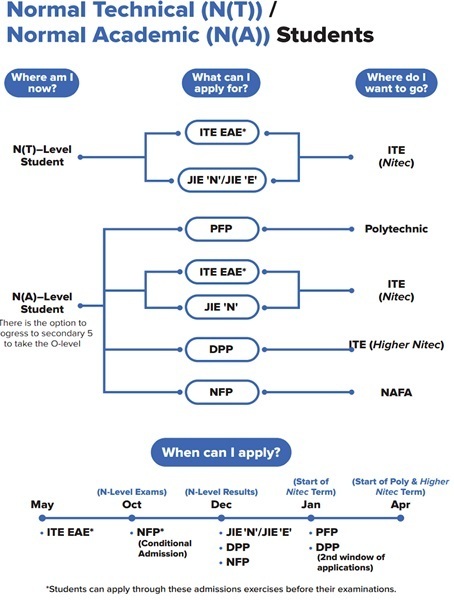 Normal Technical (N(T)) /
Normal Academic (N(A)) Students
Where am I
now?
What can I
apply for?
Where do I
want to go?
N(T)–Level
Student
ITE EAE*
JIE 'N'/JIE 'E'
ITE
(Nitec)
PFP
Polytechnic
N(A)–Level
Student
There is the option to
ogress to secondary 5
to take the O-level
ITE EAE*
JIE 'N'
ITE
(Nitec)
DPP
ITE (Higher Nitec)
NFP
NAFA
When can I apply?
(N-Level Exams)
(N-Level Results)
(Start of
Nitec Term)
(Start of Poly & Higher
Nitec Term)
May
Oct
Dec
Jan
Apr
• ITE EAE*
• NFP*
(Conditional
Admission)
• JIE'N'/JIE'E'
• DPP
• NFP
• PFP
• DPP
(2nd window of
applications)
*Students can apply through these admissions exercises before their examinations.